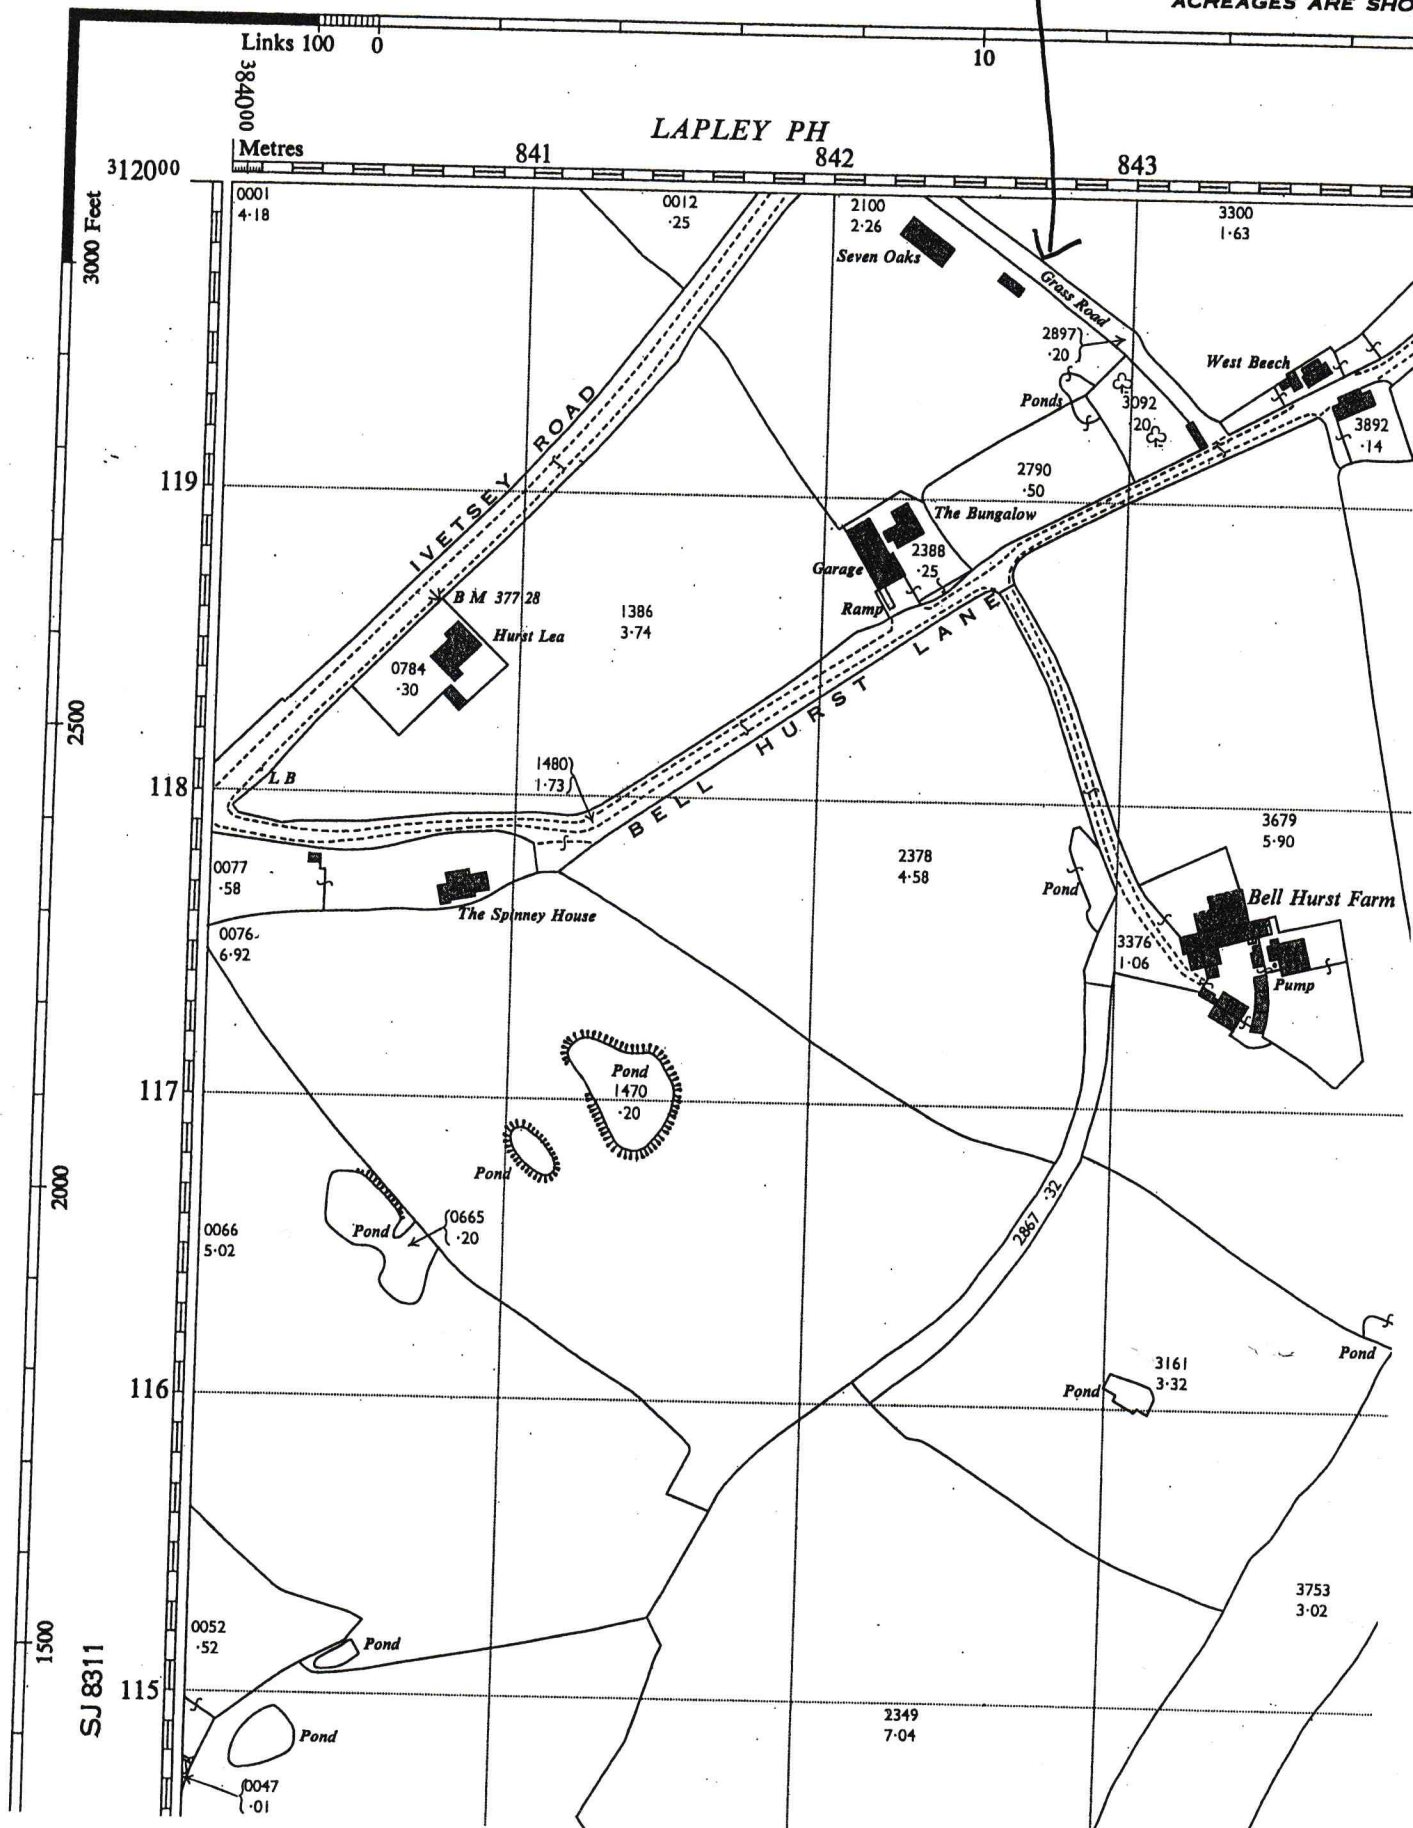 ACREAGES ARE SHO
Links 100 0
10
384000
LAPLEY PH
Metres
841
842
843
312000
3000 Feet
0001
4·18
0012
·25
2100
2·26
3300
1·63
Seven Oaks
Grass Road
2897
·20
West Beech
Ponds
3092
·20
3892
·14
IVETSEY ROAD
119
2790
·50
The Bungalow
2388
·25
Garage
Ramp
B M 377·28
1386
3·74
Hurst Lea
0784
·30
BELL HURST LANE
2500
L B
118
1480
1·73
3679
5·90
2378
4·58
0077
·58
Pond
Bell Hurst Farm
The Spinney House
0076
6·92
3376
1·06
Pump
117
Pond
1470
·20
Pond
2000
2867 ·32
0066
5·02
Pond
0665
·20
Pond
116
3161
3·32
Pond
3753
3·02
1500
SJ 8311
0052
·52
Pond
115
2349
7·04
Pond
0047
·01